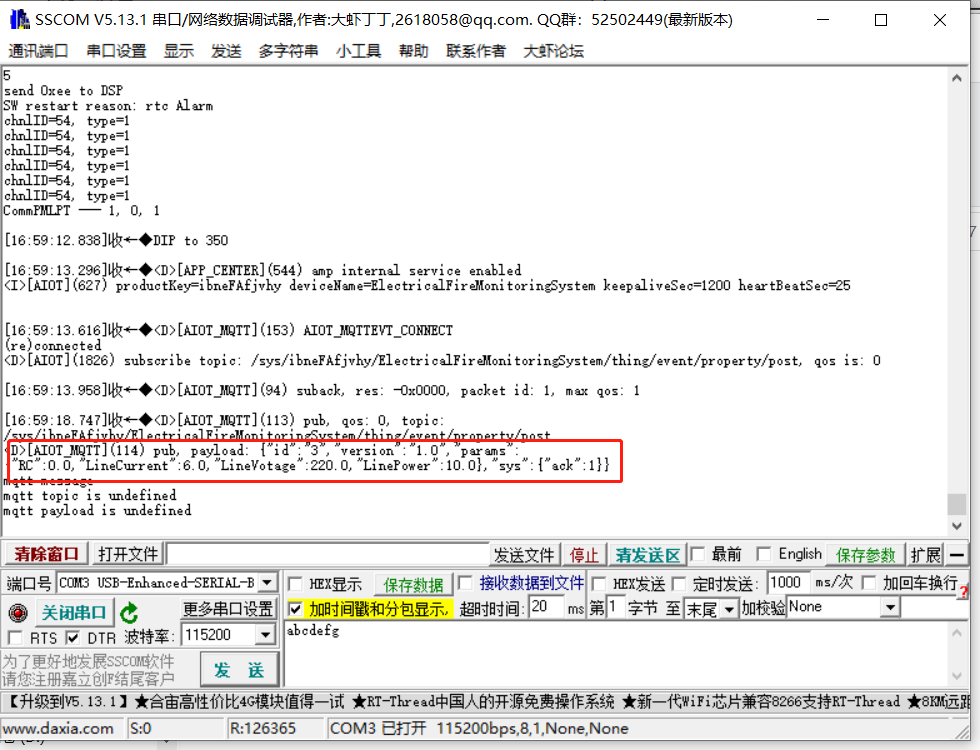 SSCOM V5.13.1 串口/网络数据调试器,作者:大虾丁丁,2618058@qq.com. QQ群：52502449(最新版本)
通讯端口 串口设置 显示 发送 多字符串 小工具 帮助 联系作者 大虾论坛
5
send Oxee to DSP
SW restart reason: rtc Alarm
chnlID=54, type=1
chnlID=54, type=1
chnlID=54, type=1
chnlID=54, type=1
chnlID=54, type=1
chnlID=54, type=1
CommPMLPT —— 1, 0, 1
[16:59:12.838]收←◆DIP to 350
[16:59:13.296]收←◆<D>[APP_CENTER](544) amp internal service enabled
<I>[AIOT](627) productKey=ibneFAfjvhy deviceName=ElectricalFireMonitoringSystem keepaliveSec=1200 heartBeatSec=25
[16:59:13.616]收←◆<D>[AIOT_MQTT](153) AIOT_MQTTEVT_CONNECT
(re)connected
<D>[AIOT](1826) subscribe topic: /sys/ibneFAfjvhy/ElectricalFireMonitoringSystem/thing/event/property/post, qos is: 0
[16:59:13.958]收←◆<D>[AIOT_MQTT](94) suback, res: -0x0000, packet id: 1, max qos: 1
[16:59:18.747]收←◆<D>[AIOT_MQTT](113) pub, qos: 0, topic:
/sys/ibneFAfjvhy/ElectricalFireMonitoringSystem/thing/event/property/post
<D>[AIOT_MQTT](114) pub, payload: {"id":"3","version":"1.0","params":
"RC":0.0,"LineCurrent":6.0,"LineVotage":220.0,"LinePower":10.0},"sys":{"ack":1}}
mqtt message
mqtt topic is undefined
mqtt payload is undefined
清除窗口 打开文件 发送文件 停止 清发送区 最前 English 保存参数 扩展 —
端口号 COM3 USB-Enhanced-SERIAL-B HEX显示 保存数据 接收数据到文件 HEX发送 定时发送: 1000 ms/次 加回车换行
关闭串口 更多串口设置 加时间戳和分包显示. 超时时间: 20 ms 第 1 字节 至 末尾 加校验 None
RTS DTR 波特率: 115200 abcdefg
为了更好地发展SSCOM软件
请您注册嘉立创F结尾客户
发 送
【升级到V5.13.1】★合宙高性价比4G模块值得一试 ★RT-Thread中国人的开源免费操作系统 ★新一代WiFi芯片兼容8266支持RT-Thread ★8KM远距
www.daxia.com S:0 R:126365 COM3 已打开 115200bps,8,1,None,None